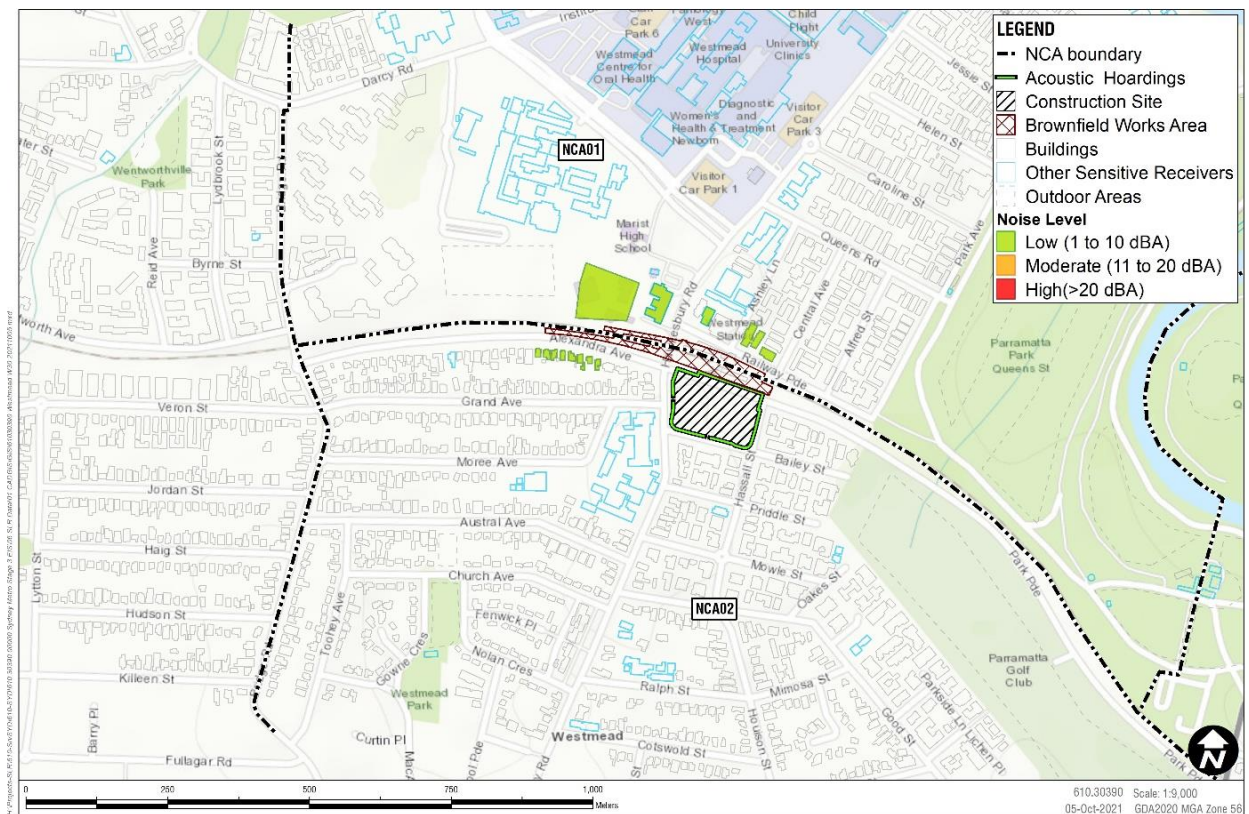 LEGEND
NCA boundary
Acoustic Hoardings
Construction Site
Brownfield Works Area
Buildings
Other Sensitive Receivers
Outdoor Areas
Noise Level
Low (1 to 10 dBA)
Moderate (11 to 20 dBA)
High(>20 dBA)
Car
Park 6
West
Westmead
Centre for
Oral Health
Westmead
Hospital
Child
Flight
University
Clinics
Diagnostic
and
Treatment
Women's
Health &
Newborn
Visitor
Car Park 3
Visitor
Car Park 1
Jessie St
Helen St
Caroline St
Darcy Rd
NCA01
Wentworthville
Park
Lydbrook St
Reid Ave
Byrne St
Marist
High
School
Queens Rd
Park Ave
Ashley Ln
Central Ave
Alfred St
Railway Pde
Alexandra Ave
Parramatta
Park
Queens St
Grand Ave
Veron St
Moree Ave
Bailey St
Jordan St
Priddle St
Austral Ave
Haig St
Lytton St
Mowle St
Oakes St
Church Ave
NCA02
Hudson St
Toohey Ave
Fenwick Pl
Park Pde
Nolan Cres
Gowrie Cres
Parramatta
Golf
Club
Killeen St
Westmead
Park
Ralph St
Mimosa St
Good St
Parkside Ln
Lichen Pl
Houison St
Barry Pl
Curtin Pl
Westmead
Cotswold St
Fullagar Rd
Park Pde
N
0
250
500
750
1,000
Meters
610.30390 Scale: 1:9,000
05-Oct-2021 GDA2020 MGA Zone 56